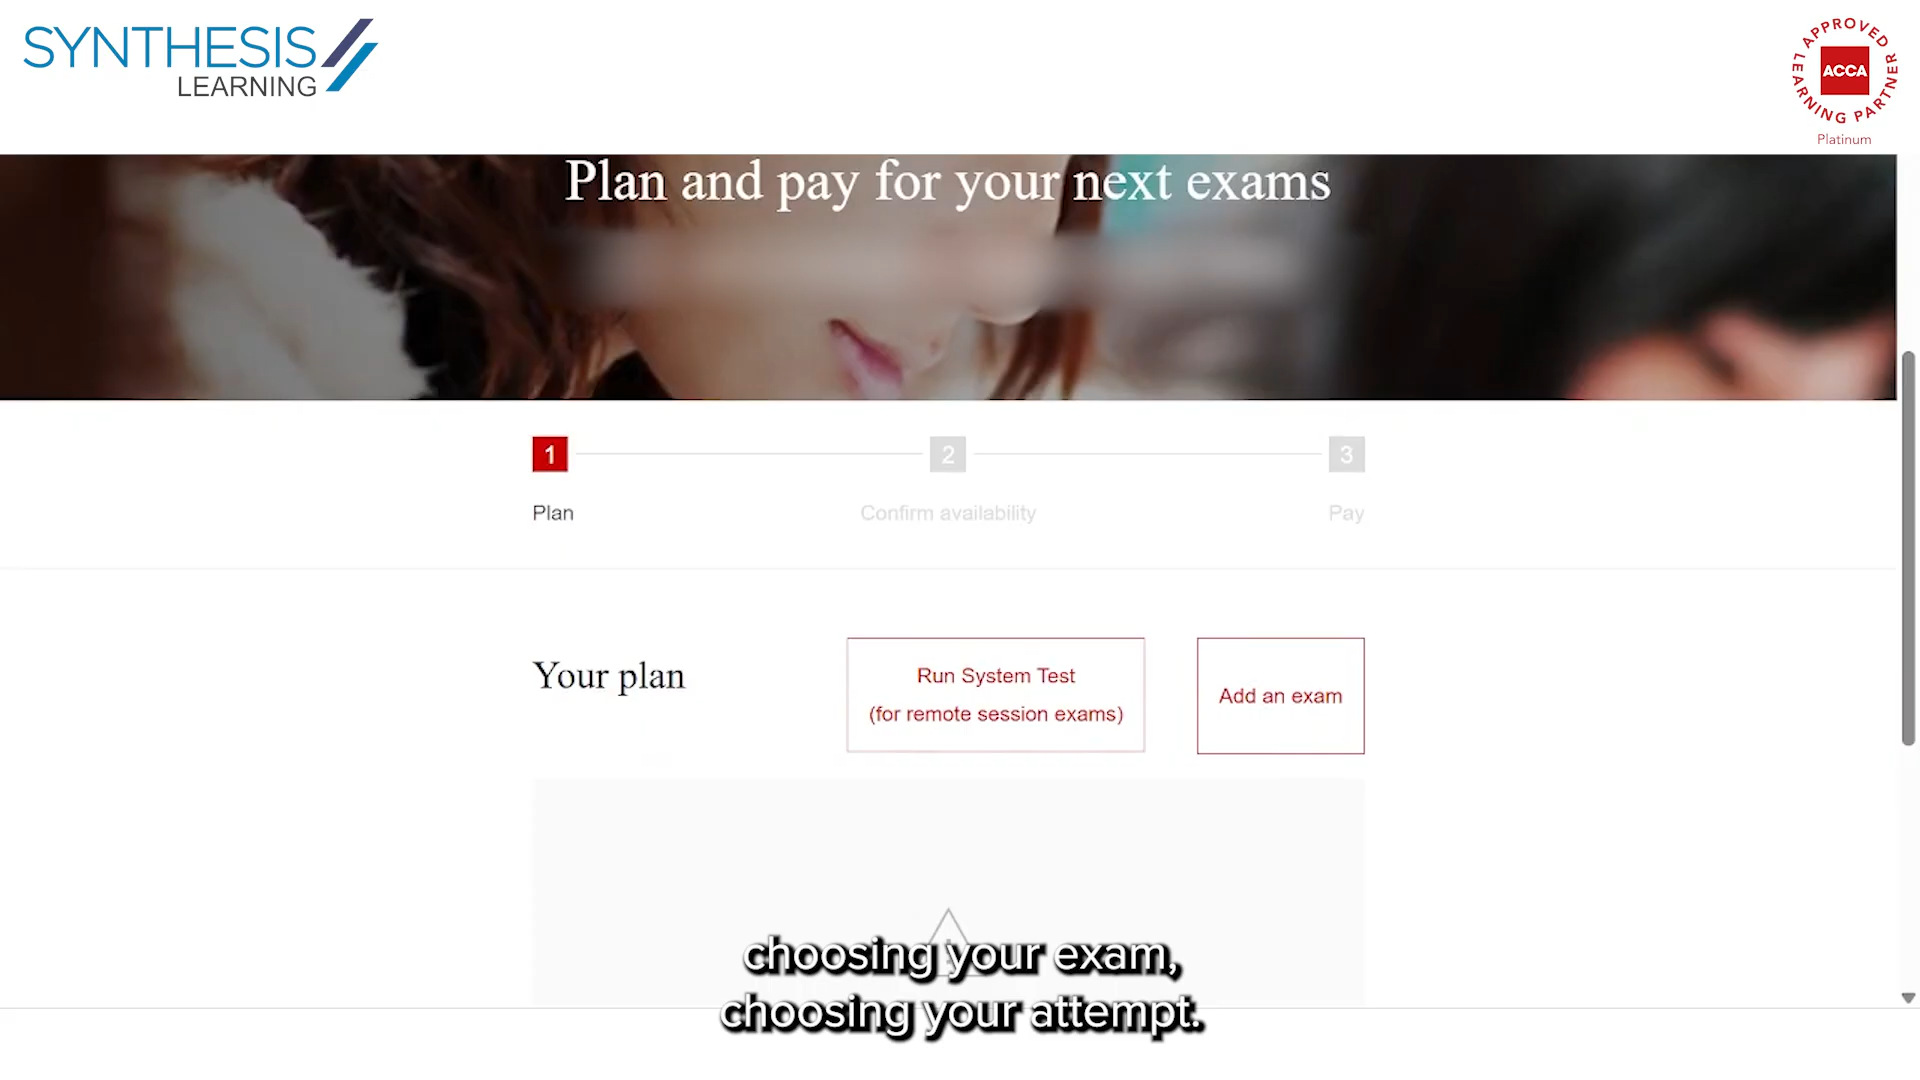 SYNTHESIS
LEARNING
APPROVED
LEARNING PARTNER
ACCA
Platinum
Plan and pay for your next exams
1
2
3
Plan
Confirm availability
Pay
Your plan
Run System Test
(for remote session exams)
Add an exam
choosing your exam,
choosing your attempt.